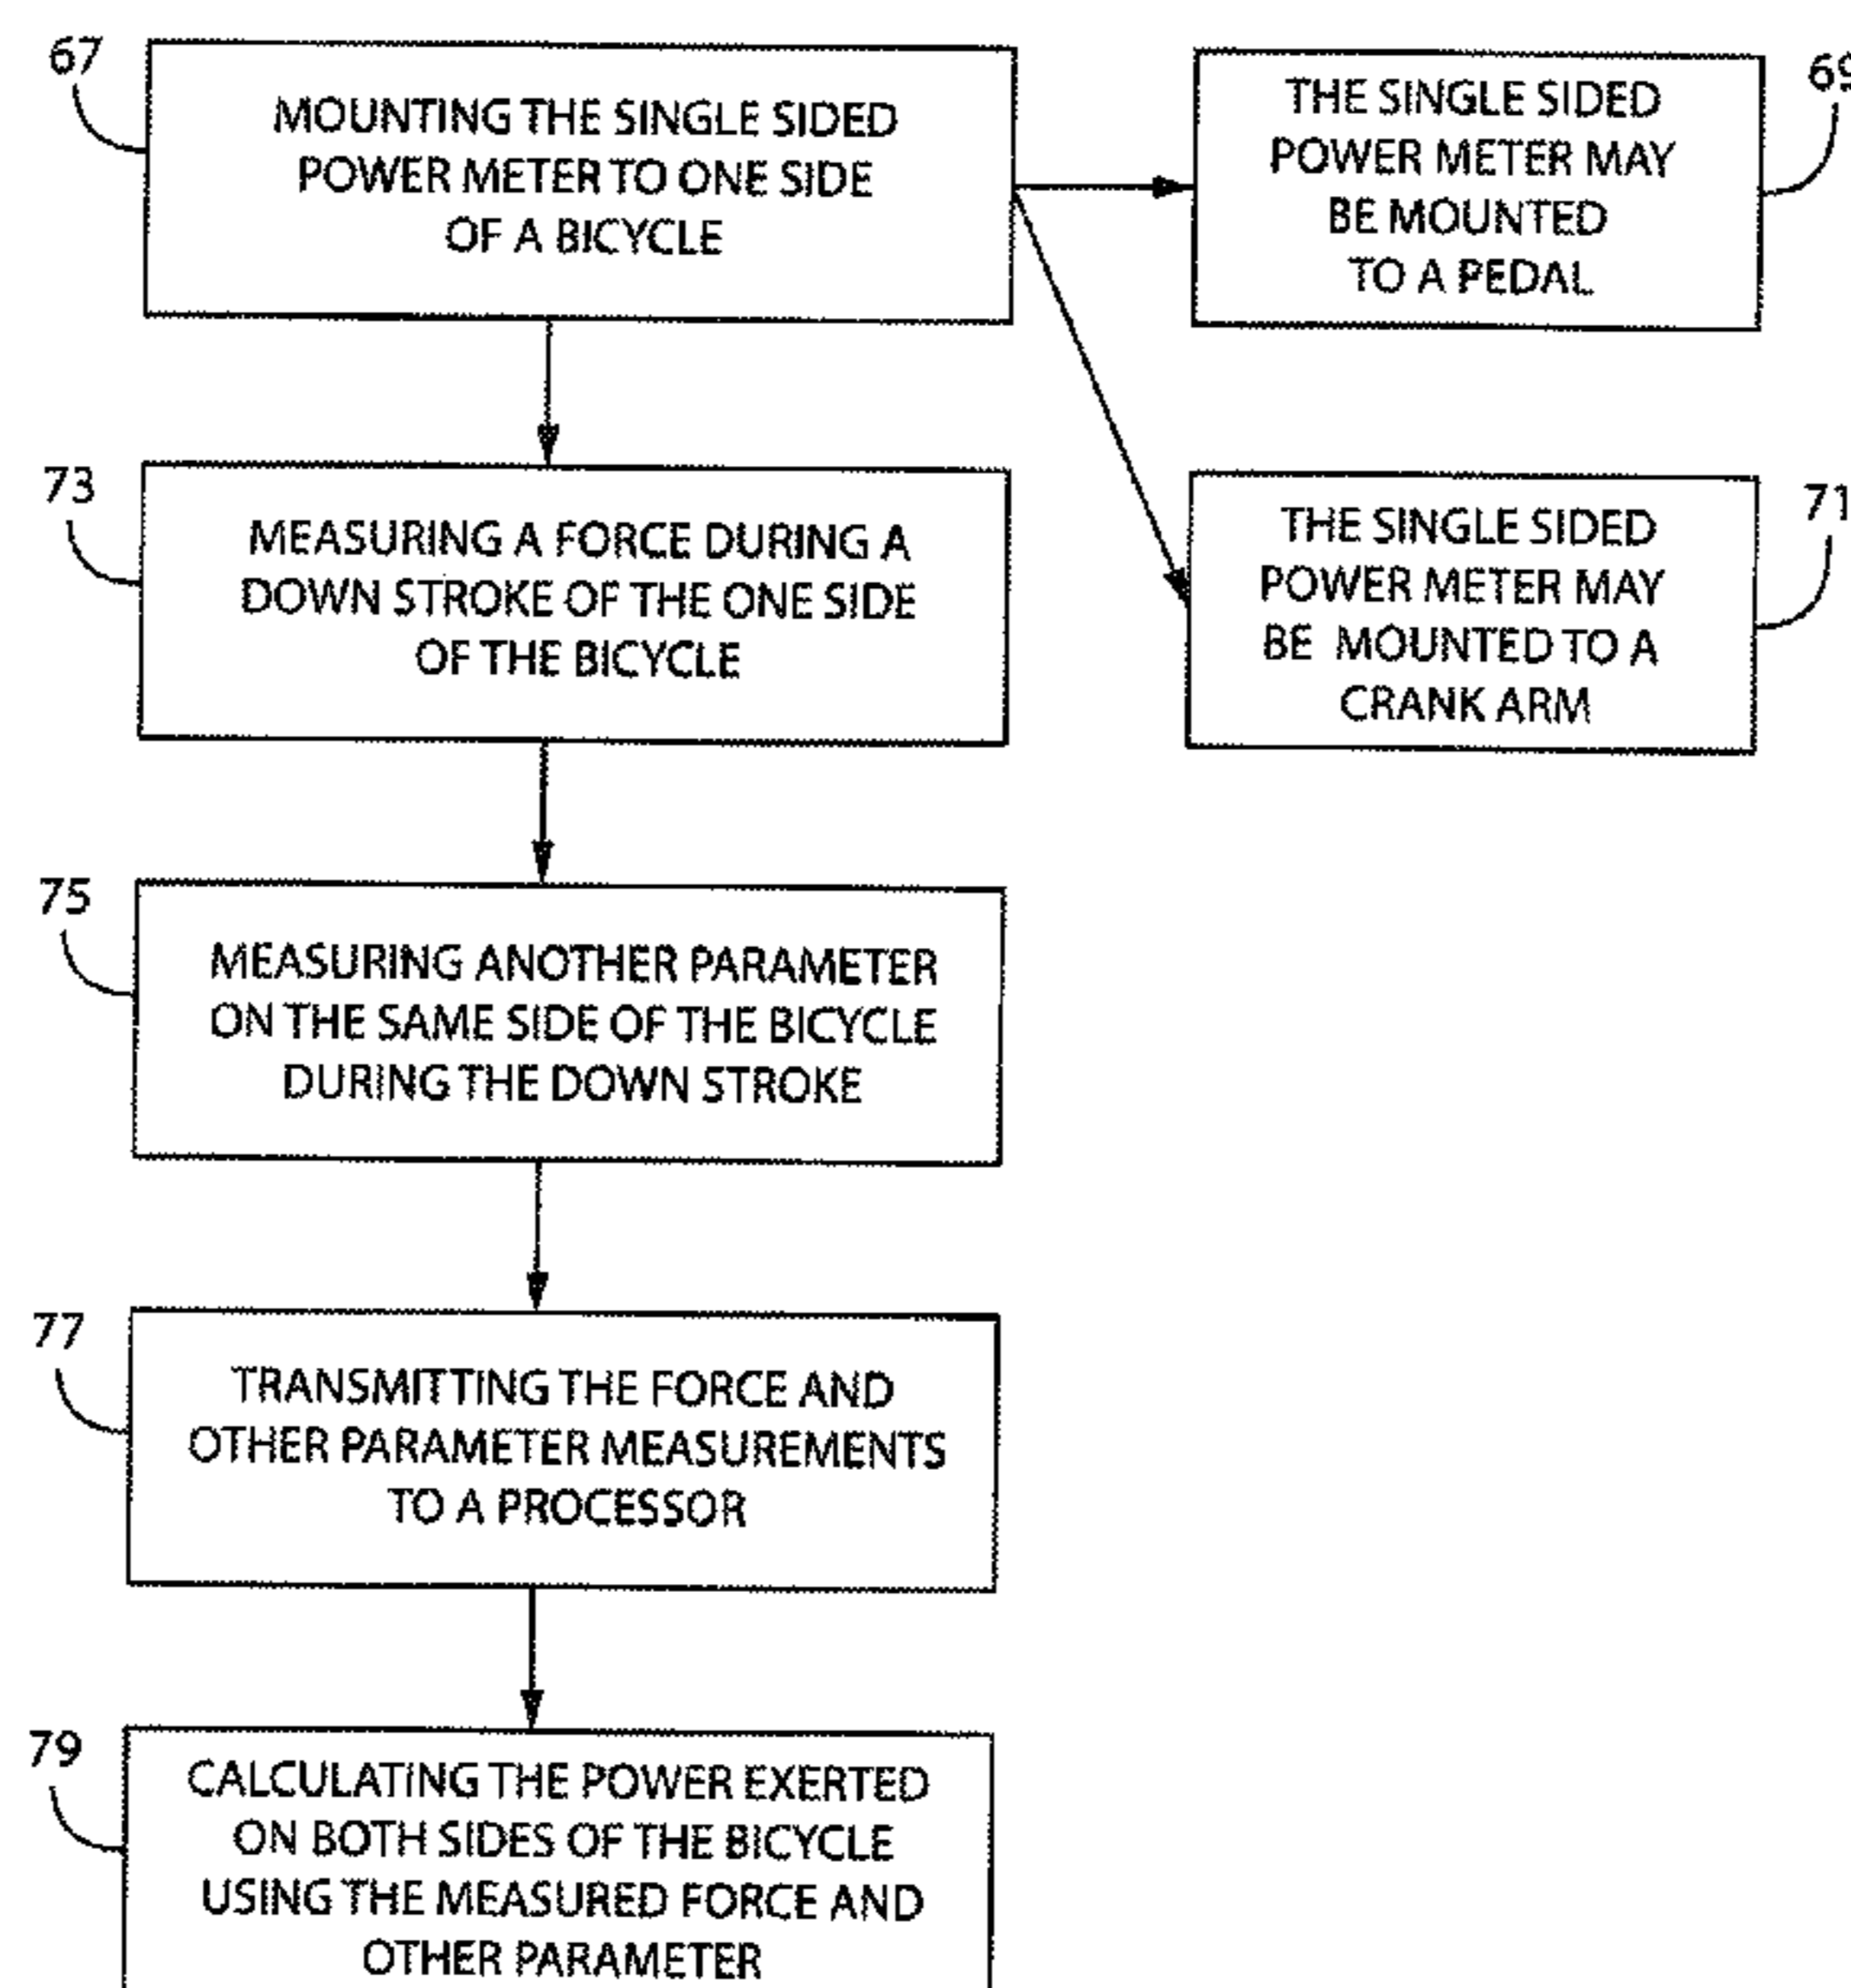 67
MOUNTING THE SINGLE SIDED
POWER METER TO ONE SIDE
OF A BICYCLE
69
THE SINGLE SIDED
POWER METER MAY
BE MOUNTED
TO A PEDAL
71
THE SINGLE SIDED
POWER METER MAY
BE MOUNTED TO A
CRANK ARM
73
MEASURING A FORCE DURING A
DOWN STROKE OF THE ONE SIDE
OF THE BICYCLE
75
MEASURING ANOTHER PARAMETER
ON THE SAME SIDE OF THE BICYCLE
DURING THE DOWN STROKE
77
TRANSMITTING THE FORCE AND
OTHER PARAMETER MEASUREMENTS
TO A PROCESSOR
79
CALCULATING THE POWER EXERTED
ON BOTH SIDES OF THE BICYCLE
USING THE MEASURED FORCE AND
OTHER PARAMETER